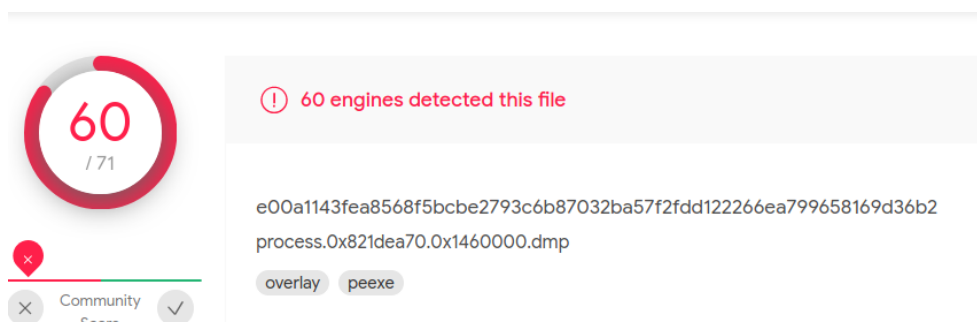 60
/ 71
60 engines detected this file
e00a1143fea8568f5bcbe2793c6b87032ba57f2fdd122266ea799658169d36b2
process.0x821dea70.0x1460000.dmp
overlay peexe
Community